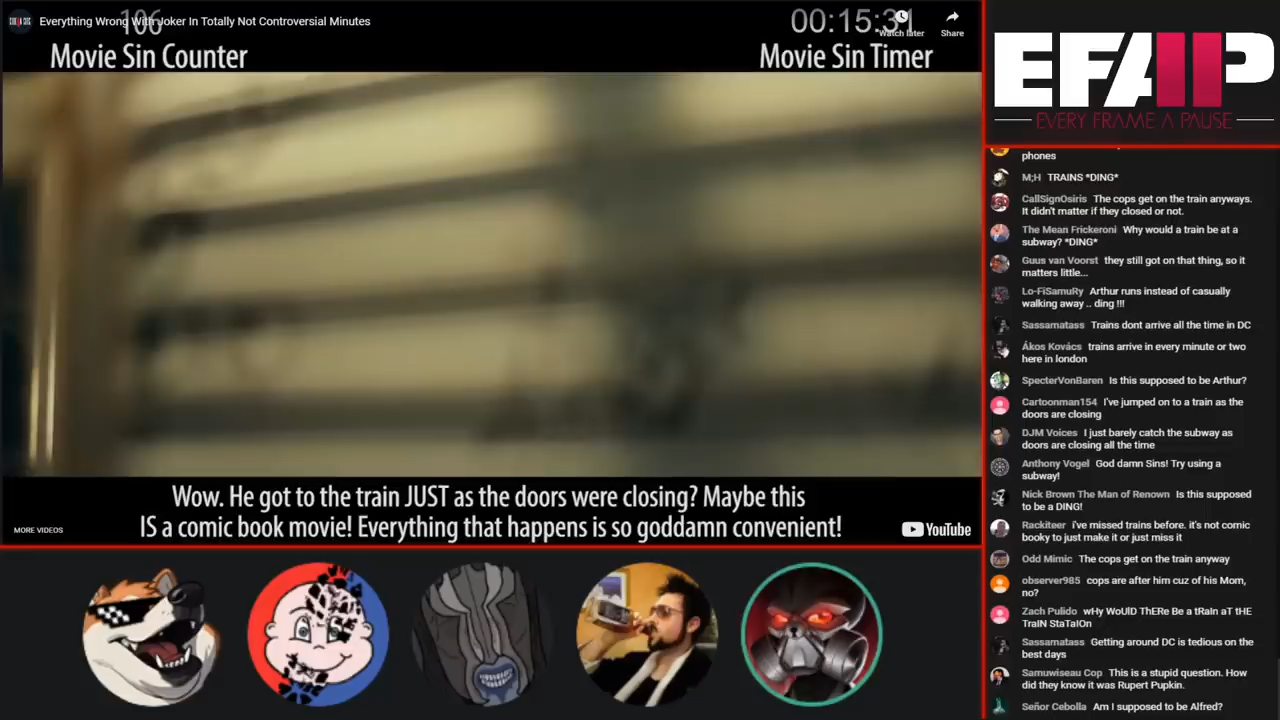 Everything Wrong With Joker In Totally Not Controversial Minutes
106
Movie Sin Counter
00:15:31
Watch later
Share
Movie Sin Timer
EFAP
EVERY FRAME A PAUSE
phones
M;H TRAINS *DING*
CallSignOsiris The cops get on the train anyways.
It didn't matter if they closed or not.
The Mean Frickeroni Why would a train be at a
subway? *DING*
Guus van Voorst they still got on that thing, so it
matters little...
Lo-FiSamuRy Arthur runs instead of casually
walking away .. ding !!!
Sassamatass Trains dont arrive all the time in DC
Ákos Kovács trains arrive in every minute or two
here in london
SpecterVonBaren Is this supposed to be Arthur?
Cartoonman154 I've jumped on to a train as the
doors are closing
DJM Voices I just barely catch the subway as
doors are closing all the time
Anthony Vogel God damn Sins! Try using a
subway!
Nick Brown The Man of Renown Is this supposed
to be a DING!
Rackiteer i've missed trains before. it's not comic
booky to just make it or just miss it
Odd Mimic The cops get on the train anyway
observer985 cops are after him cuz of his Mom,
no?
Zach Pulido wHy WoUlD ThERe Be a tRaIn aT tHE
TraiN StaTaIOn
Sassamatass Getting around DC is tedious on the
best days
Samuwiseau Cop This is a stupid question. How
did they know it was Rupert Pupkin.
Señor Cebolla Am I supposed to be Alfred?
Wow. He got to the train JUST as the doors were closing? Maybe this
IS a comic book movie! Everything that happens is so goddamn convenient!
MORE VIDEOS
YouTube